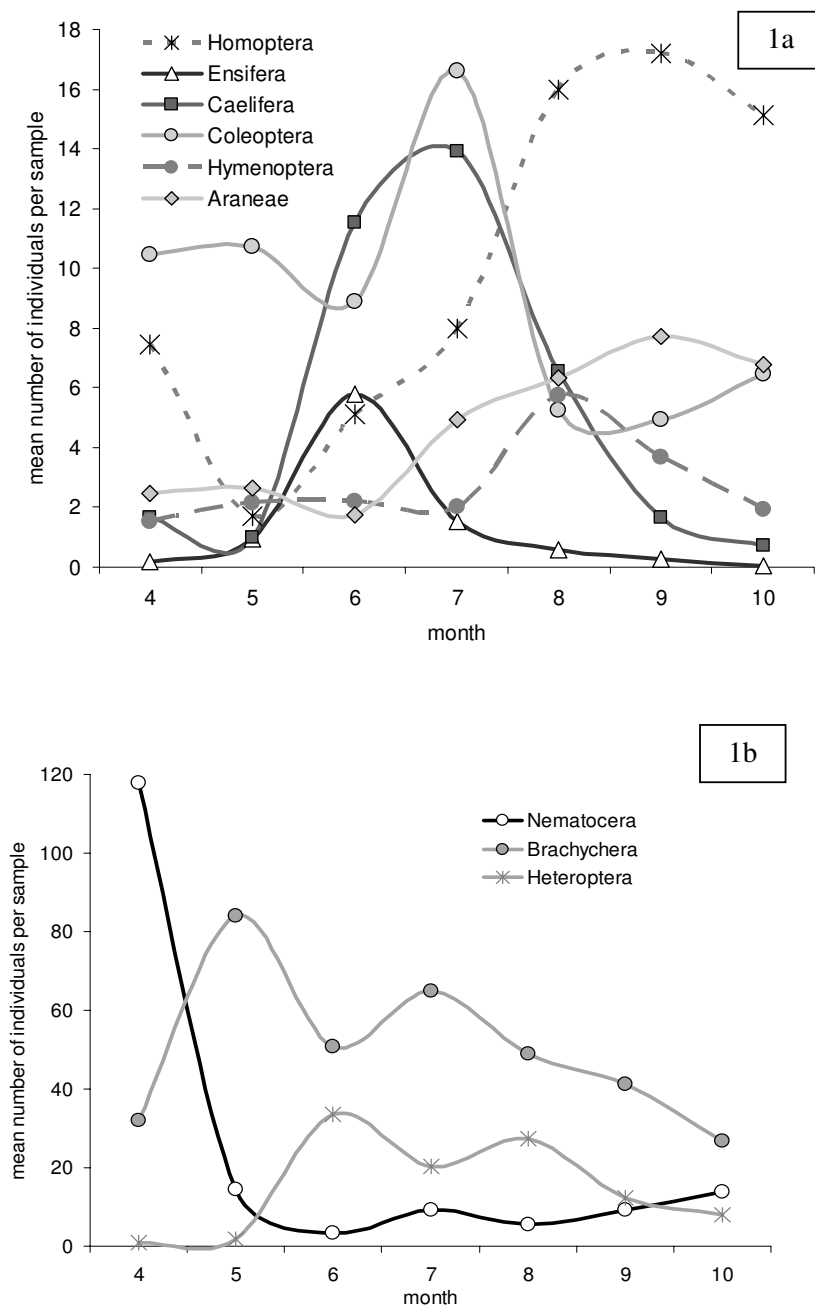 1a
Homoptera
Ensifera
Caelifera
Coleoptera
Hymenoptera
Araneae
18
16
14
12
10
8
6
4
2
0
mean number of individuals per sample
4 5 6 7 8 9 10
month
1b
Nematocera
Brachychera
Heteroptera
120
100
80
60
40
20
0
mean number of individuals per sample
4 5 6 7 8 9 10
month